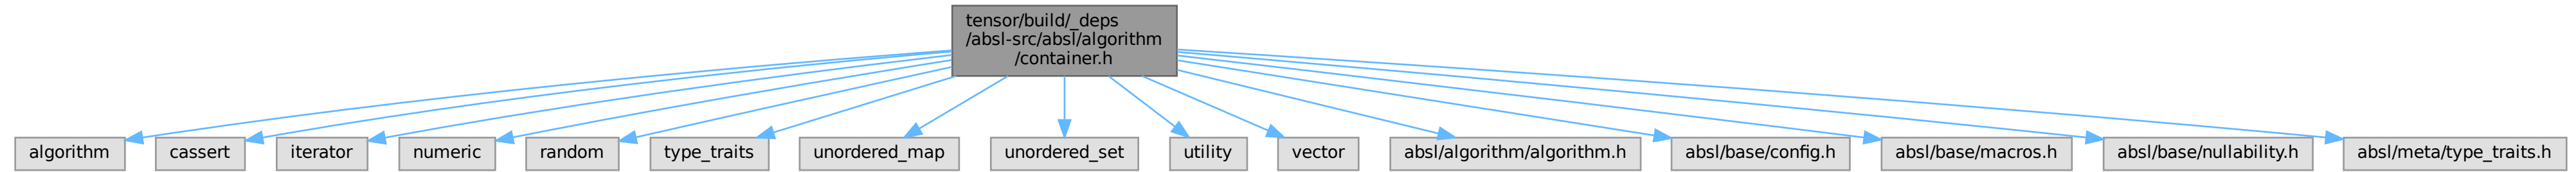 tensor/build/_deps
/absl-src/absl/algorithm
/container.h
algorithm
cassert
iterator
numeric
random
type_traits
unordered_map
unordered_set
utility
vector
absl/algorithm/algorithm.h
absl/base/config.h
absl/base/macros.h
absl/base/nullability.h
absl/meta/type_traits.h